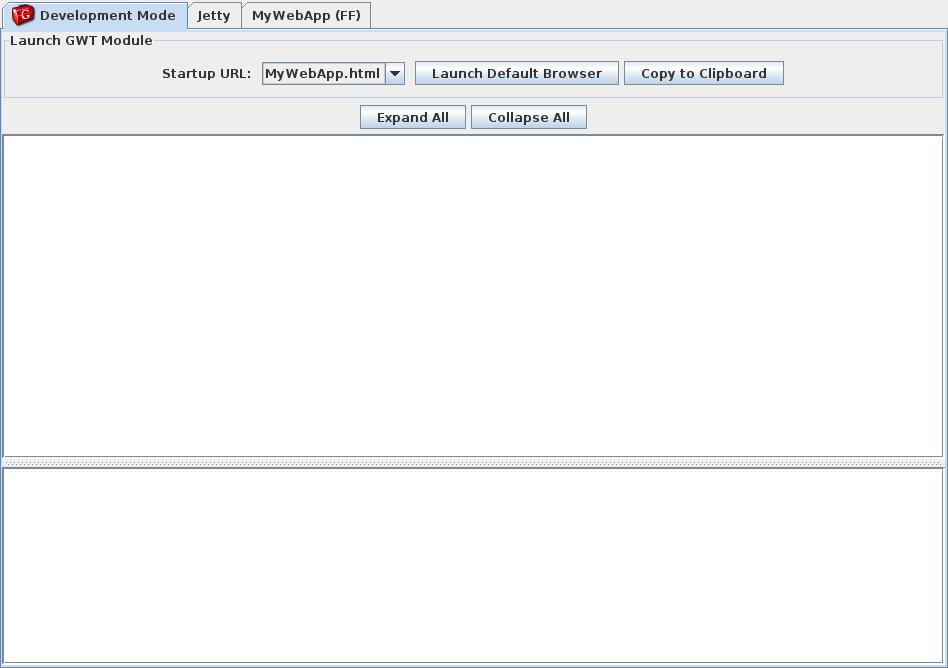 Development Mode Jetty MyWebApp (FF)
Launch GWT Module
Startup URL: MyWebApp.html Launch Default Browser Copy to Clipboard
Expand All Collapse All